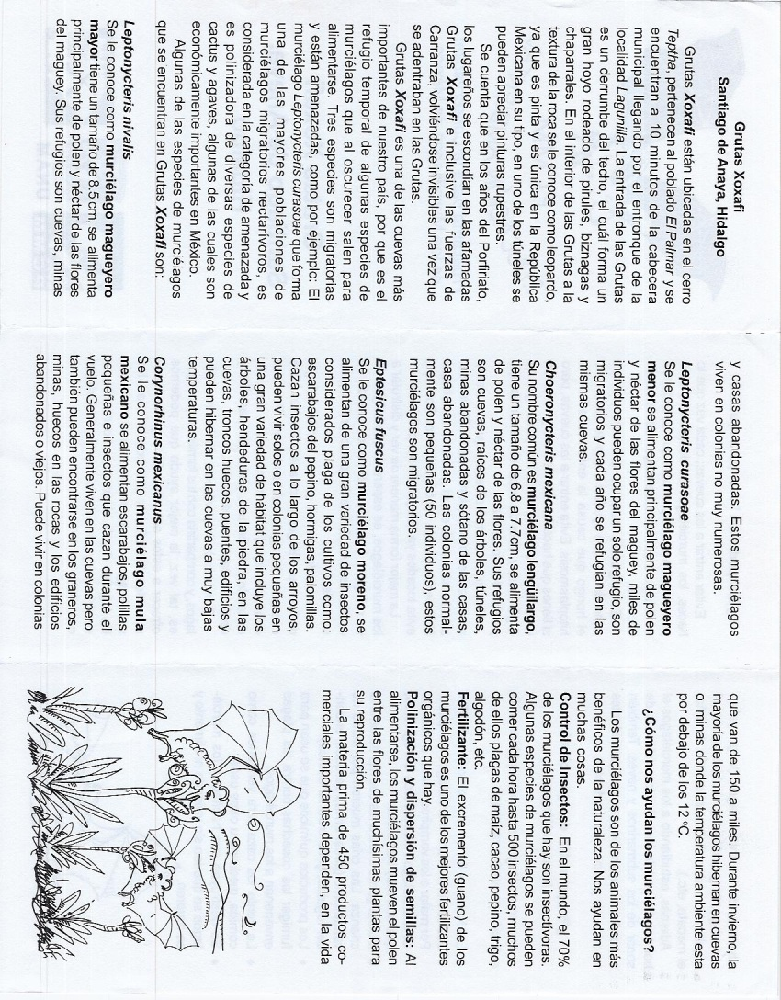 Grutas Xoxafi
Santiago de Anaya, Hidalgo
Grutas Xoxafi están ubicadas en el cerro
Teptha, pertenecen al poblado El Palmar y se
encuentran a 10 minutos de la cabecera
municipal llegando por el entronque de la
localidad Lagunilla. La entrada de las Grutas
es un derrumbe del techo, el cuál forma un
gran hoyo rodeado de pirules, biznagas y
chaparrales. En el interior de las Grutas a la
textura de la roca se le conoce como leopardo,
ya que es pinta y es única en la República
Mexicana en su tipo, en uno de los túneles se
pueden apreciar pinturas rupestres.
Se cuenta que en los años del Porfiriato,
los lugareños se escondían en las afamadas
Grutas Xoxafi e inclusive las fuerzas de
Carranza, volviéndose invisibles una vez que
se adentraban en las Grutas.
Grutas Xoxafi es una de las cuevas más
importantes de nuestro país, por que es el
refugio temporal de algunas especies de
murciélagos que al oscurecer salen para
alimentarse. Tres especies son migratorias
y están amenazadas, como por ejemplo: El
murciélago Leptonycteris curasoae que forma
una de las mayores poblaciones de
murciélagos migratorios nectarívoros, es
considerada en la categoría de amenazada y
es polinizadora de diversas especies de
cactus y agaves, algunas de las cuales son
económicamente importantes en México.
Algunas de las especies de murciélagos
que se encuentran en Grutas Xoxafi son:
Leptonycteris nivalis
Se le conoce como murciélago magueyero
mayor tiene un tamaño de 8.5 cm, se alimenta
principalmente de polen y néctar de las flores
del maguey. Sus refugios son cuevas, minas
y casas abandonadas. Estos murciélagos
viven en colonias no muy numerosas.
Leptonycteris curasoae
Se le conoce como murciélago magueyero
menor se alimentan principalmente de polen
y néctar de las flores del maguey, miles de
individuos pueden ocupar un solo refugio, son
migratorios y cada año se refugian en las
mismas cuevas.
Choeronycteris mexicana
Su nombre común es murciélago lengüilargo,
tiene un tamaño de 6.8 a 7.7cm, se alimenta
de polen y néctar de las flores. Sus refugios
son cuevas, raíces de los árboles, túneles,
minas abandonadas y sótano de las casas,
casa abandonadas. Las colonias normal-
mente son pequeñas (50 individuos), estos
murciélagos son migratorios.
Eptesicus fuscus
Se le conoce como murciélago moreno, se
alimentan de una gran variedad de insectos
considerados plaga de los cultivos como:
escarabajos del pepino, hormigas, palomillas.
Cazan insectos a lo largo de los arroyos,
pueden vivir solos o en colonias pequeñas en
una gran variedad de hábitat que incluye los
árboles, hendeduras de la piedra, en las
cuevas, troncos huecos, puentes, edificios y
pueden hibernar en las cuevas a muy bajas
temperaturas.
Corynorhinus mexicanus
Se le conoce como murciélago mula
mexicano se alimentan escarabajos, polillas
pequeñas e insectos que cazan durante el
vuelo. Generalmente viven en las cuevas pero
también pueden encontrarse en los graneros,
minas, huecos en las rocas y los edificios
abandonados o viejos. Puede vivir en colonias
que van de 150 a miles. Durante invierno, la
mayoría de los murciélagos hibernan en cuevas
o minas donde la temperatura ambiente esta
por debajo de los 12 ºC.
¿Cómo nos ayudan los murciélagos?
Los murciélagos son de los animales más
benéficos de la naturaleza. Nos ayudan en
muchas cosas.
Control de Insectos: En el mundo, el 70%
de los murciélagos que hay son insectívoras.
Algunas especies de murciélagos se pueden
comer cada hora hasta 500 insectos, muchos
de ellos plagas de maíz, cacao, pepino, trigo,
algodón, etc.
Fertilizante: El excremento (guano) de los
murciélagos es uno de los mejores fertilizantes
orgánicos que hay.
Polinización y dispersión de semillas: Al
alimentarse, los murciélagos mueven el polen
entre las flores de muchísimas plantas para
su reproducción.
La materia prima de 450 productos co-
merciales importantes dependen, en la vida